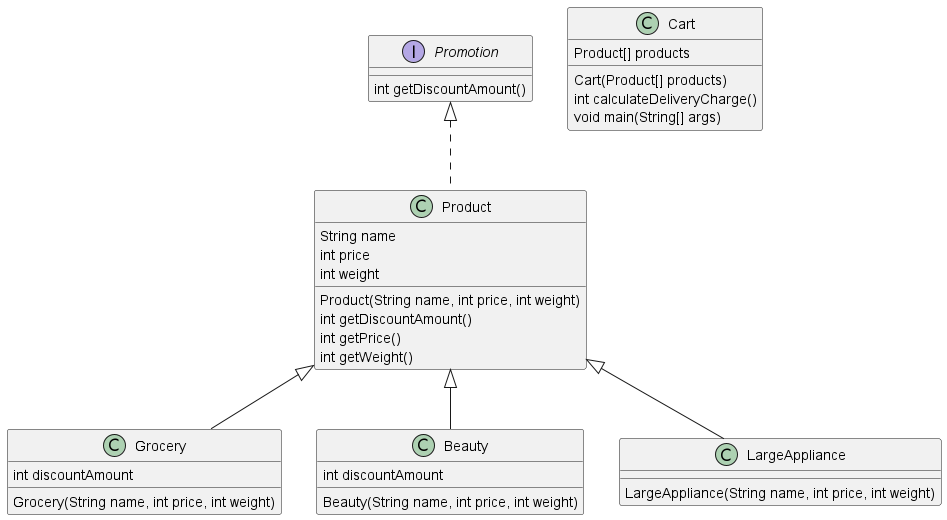 I Promotion
int getDiscountAmount()
C Cart
Product[] products
Cart(Product[] products)
int calculateDeliveryCharge()
void main(String[] args)
C Product
String name
int price
int weight
Product(String name, int price, int weight)
int getDiscountAmount()
int getPrice()
int getWeight()
C Grocery
int discountAmount
Grocery(String name, int price, int weight)
C Beauty
int discountAmount
Beauty(String name, int price, int weight)
C LargeAppliance
LargeAppliance(String name, int price, int weight)